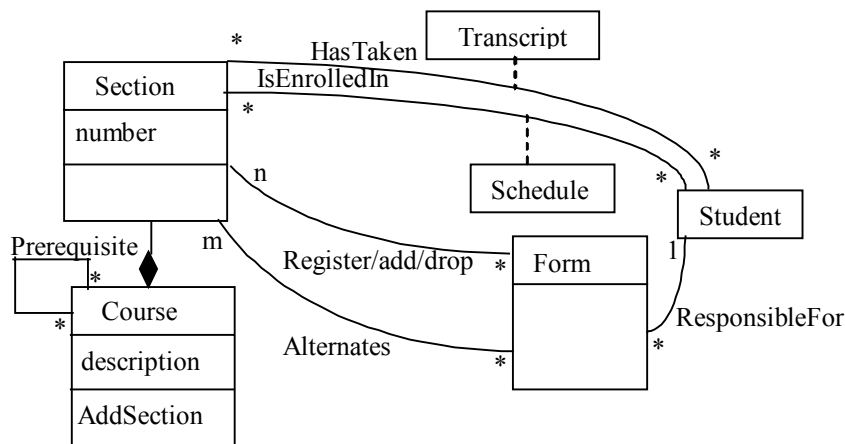 *
HasTaken
Transcript
Section
IsEnrolledIn
*
number
*
*
n
Schedule
Student
Prerequisite
m
Register/add/drop
*
Form
1
*
*
Course
Alternates
*
*
ResponsibleFor
description
AddSection